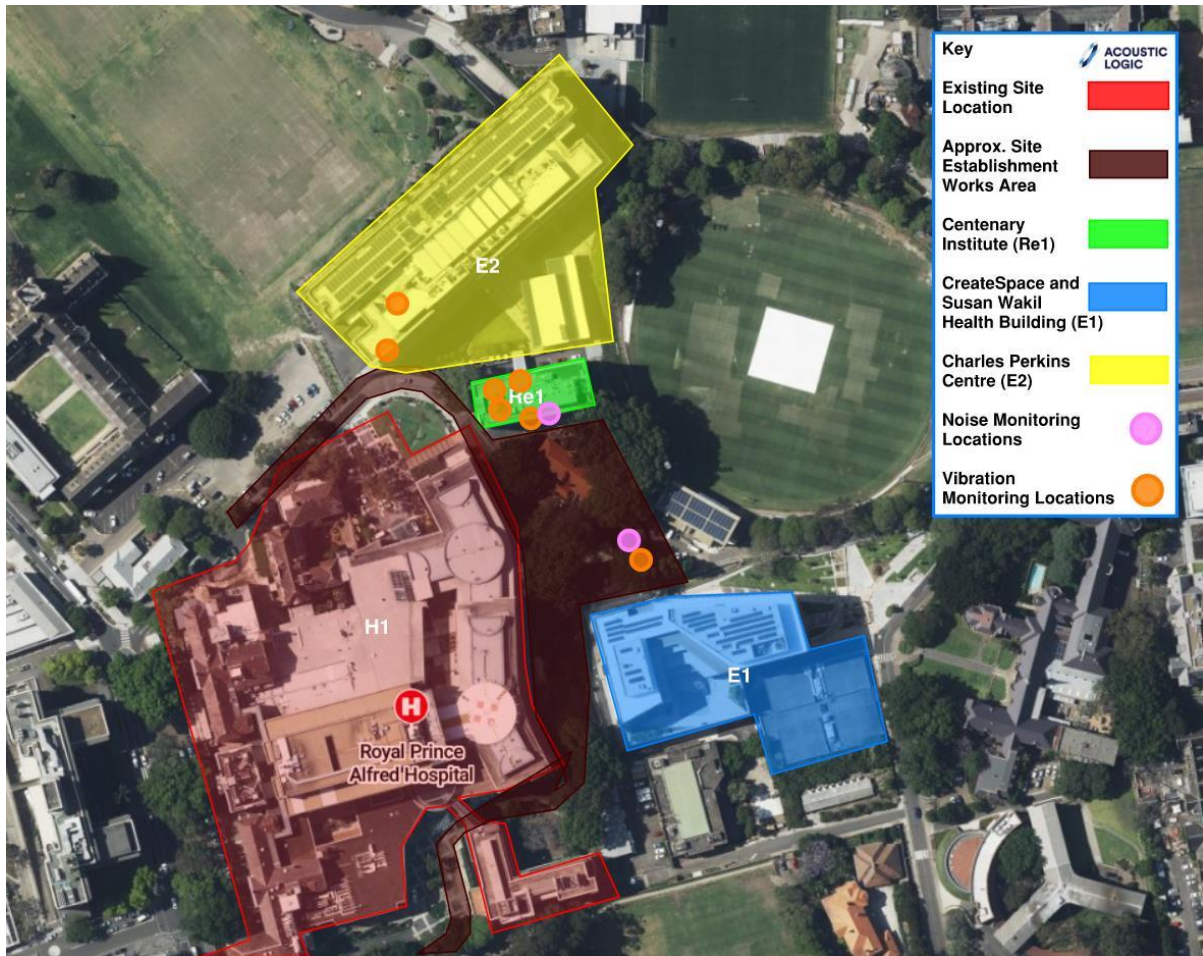 Key
ACOUSTIC
LOGIC
Existing Site
Location
Approx. Site
Establishment
Works Area
Centenary
Institute (Re1)
CreateSpace and
Susan Wakil
Health Building (E1)
Charles Perkins
Centre (E2)
Noise Monitoring
Locations
Vibration
Monitoring Locations
E2
Re1
H1
E1
H
Royal Prince
Alfred Hospital